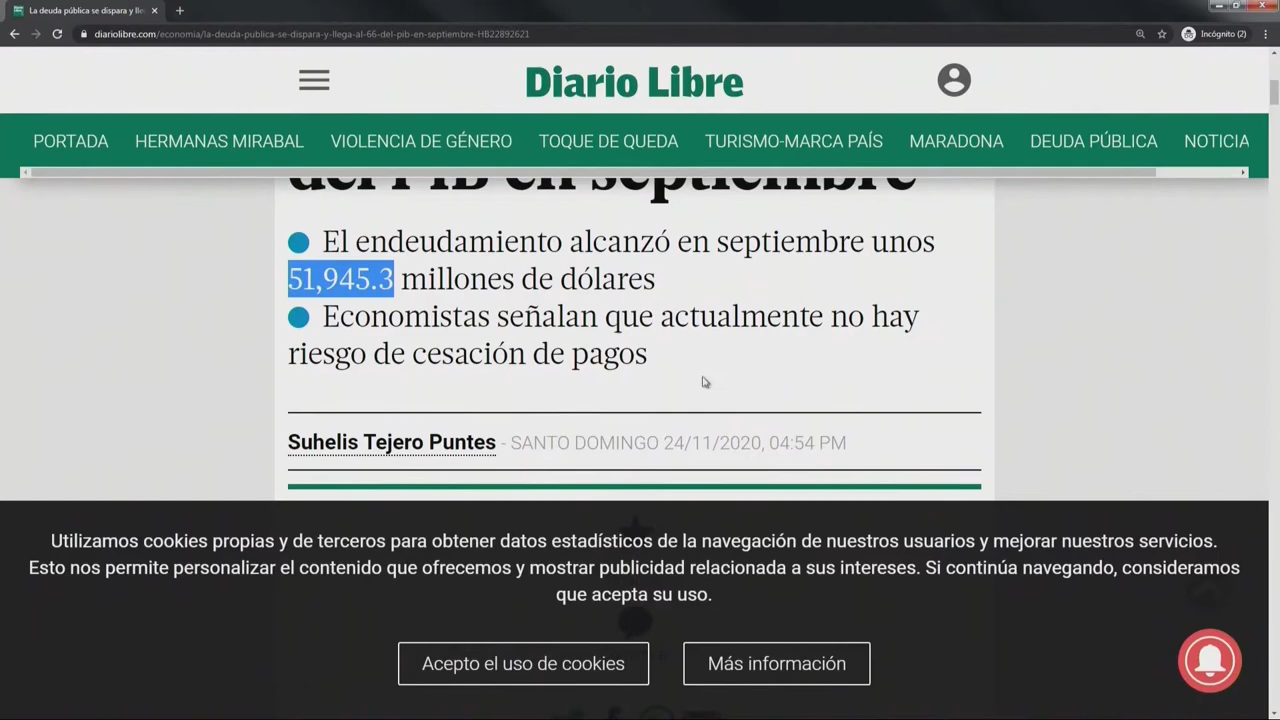 La deuda pública se dispara y lle
diariolibre.com/economia/la-deuda-publica-se-dispara-y-llega-al-66-del-pib-en-septiembre-HB22892621
Incógnito (2)
Diario Libre
PORTADA HERMANAS MIRABAL VIOLENCIA DE GÉNERO TOQUE DE QUEDA TURISMO-MARCA PAÍS MARADONA DEUDA PÚBLICA NOTICIA
del PIB en septiembre
El endeudamiento alcanzó en septiembre unos
51,945.3 millones de dólares
Economistas señalan que actualmente no hay
riesgo de cesación de pagos
Suhelis Tejero Puntes - SANTO DOMINGO 24/11/2020, 04:54 PM
Utilizamos cookies propias y de terceros para obtener datos estadísticos de la navegación de nuestros usuarios y mejorar nuestros servicios.
Esto nos permite personalizar el contenido que ofrecemos y mostrar publicidad relacionada a sus intereses. Si continúa navegando, consideramos
que acepta su uso.
Acepto el uso de cookies Más información